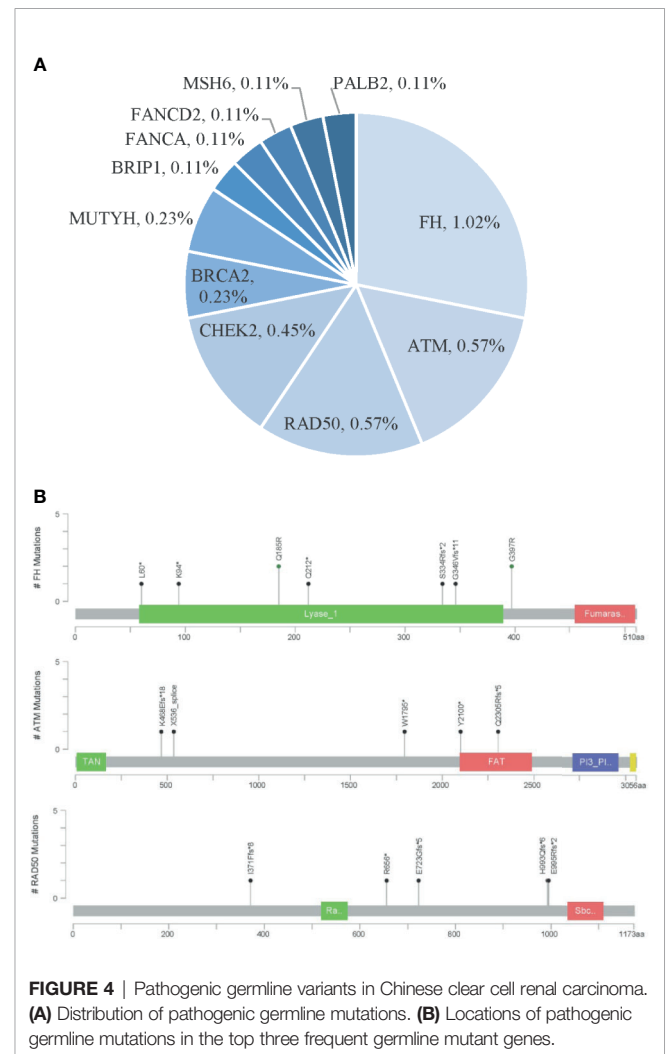 A
MSH6, 0.11%
PALB2, 0.11%
FANCD2, 0.11%
FANCA, 0.11%
BRIP1, 0.11%
MUTYH, 0.23%
FH, 1.02%
BRCA2,
0.23%
CHEK2, 0.45%
ATM, 0.57%
RAD50, 0.57%
B
# FH Mutations
5
0
L60*
K94*
Q185R
Q212*
S334Rfs*2
G346Vfs*11
G397R
Lyase_1
Fumaras..
0 100 200 300 400 510aa
# ATM Mutations
5
0
K468Efs*18
X536_splice
W1795*
Y2100*
Q2305Rfs*5
TAN
FAT
PI3_PI..
0 500 1000 1500 2000 2500 3056aa
# RAD50 Mutations
5
0
I371Ffs*8
R656*
E723Gfs*5
H993Qfs*6
E995Rfs*2
Ra..
Sbc..
0 200 400 600 800 1000 1173aa
FIGURE 4 | Pathogenic germline variants in Chinese clear cell renal carcinoma.
(A) Distribution of pathogenic germline mutations. (B) Locations of pathogenic
germline mutations in the top three frequent germline mutant genes.